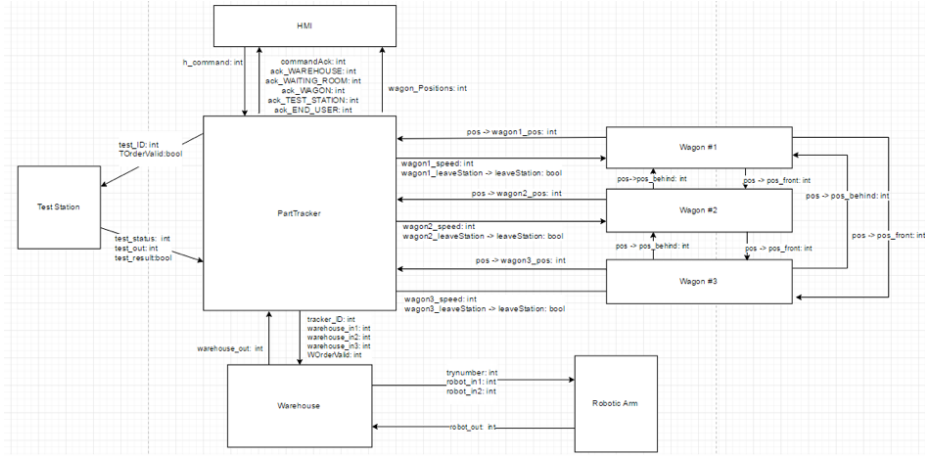 HMI
h_command: int
commandAck: int
ack_WAREHOUSE: int
ack_WAITING_ROOM: int
ack_WAGON: int
ack_TEST_STATION: int
ack_END_USER: int
wagon_Positions: int
test_ID: int
TOrderValid:bool
Test Station
test_status: int
test_out: int
test_result:bool
PartTracker
pos -> wagon1_pos: int
wagon1_speed: int
wagon1_leaveStation -> leaveStation: bool
pos -> wagon2_pos: int
wagon2_speed: int
wagon2_leaveStation -> leaveStation: bool
pos -> wagon3_pos: int
wagon3_speed: int
wagon3_leaveStation -> leaveStation: bool
Wagon #1
pos->pos_behind: int
pos -> pos_front: int
Wagon #2
pos -> pos_behind: int
pos -> pos_front: int
Wagon #3
pos -> pos_behind: int
pos -> pos_front: int
warehouse_out: int
tracker_ID: int
warehouse_in1: int
warehouse_in2: int
warehouse_in3: int
WOrderValid: int
Warehouse
trynumber: int
robot_in1: int
robot_in2: int
robot_out: int
Robotic Arm